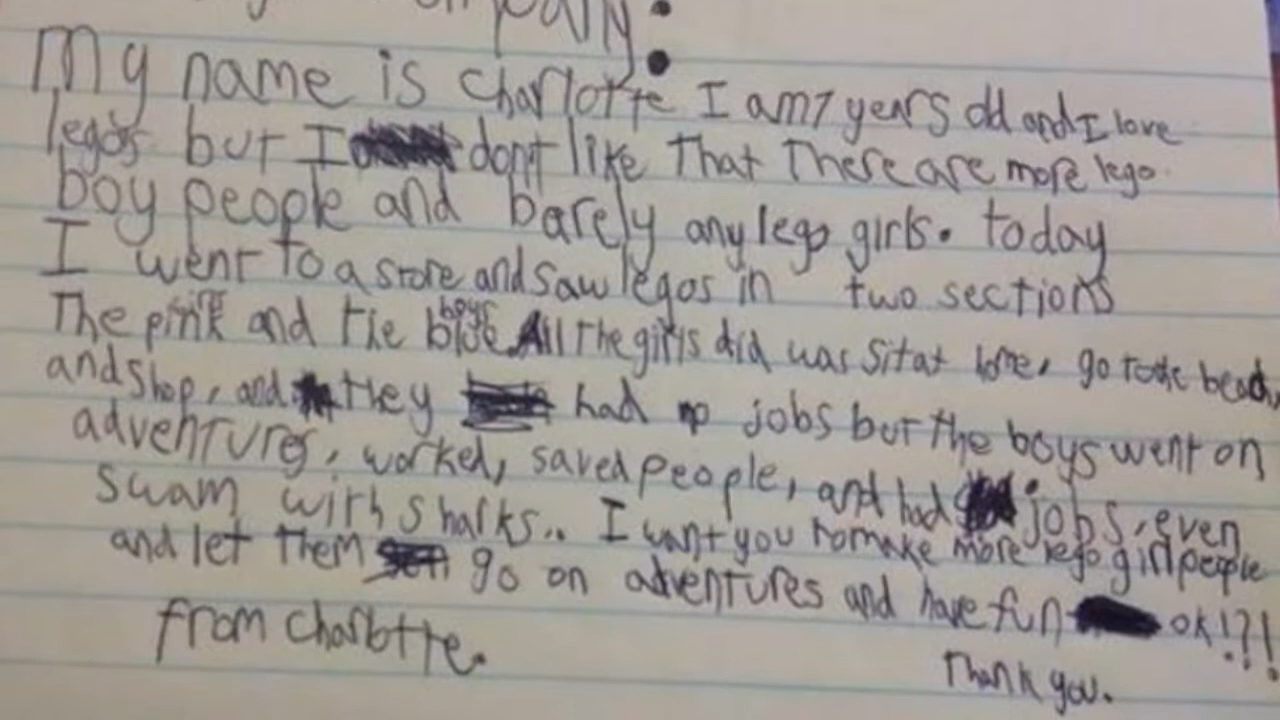 company:
My name is Charlotte I am 7 years old and I love
legos but I don't like that there are more lego
boy people and barely any lego girls. today
I went to a store and saw legos in two sections
The pink and the blue boys All the girls did was sit at home, go to the beach,
and shop, and they had no jobs but the boys went on
adventures, worked, saved people, and had jobs, even
swam with sharks.. I want you to make more lego girl people
and let them go on adventures and have fun ok!?!
from Charlotte.
Thank you.